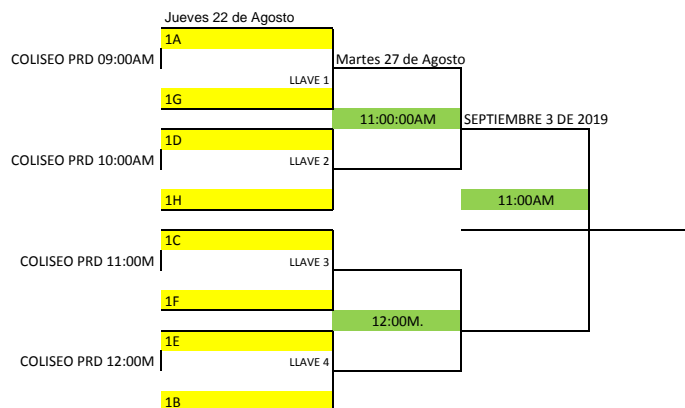 Jueves 22 de Agosto
1A
COLISEO PRD 09:00AM
Martes 27 de Agosto
LLAVE 1
1G
11:00:00AM
SEPTIEMBRE 3 DE 2019
1D
COLISEO PRD 10:00AM
LLAVE 2
1H
11:00AM
1C
COLISEO PRD 11:00M
LLAVE 3
1F
12:00M.
1E
COLISEO PRD 12:00M
LLAVE 4
1B